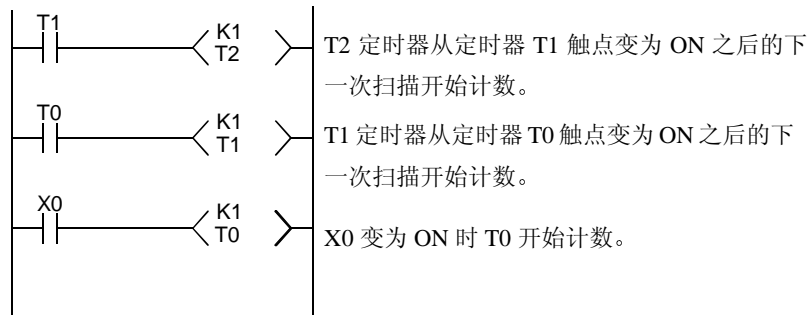 T1
K1
T2
T2 定时器从定时器 T1 触点变为 ON 之后的下
一次扫描开始计数。
T0
K1
T1
T1 定时器从定时器 T0 触点变为 ON 之后的下
一次扫描开始计数。
X0
K1
T0
X0 变为 ON 时 T0 开始计数。